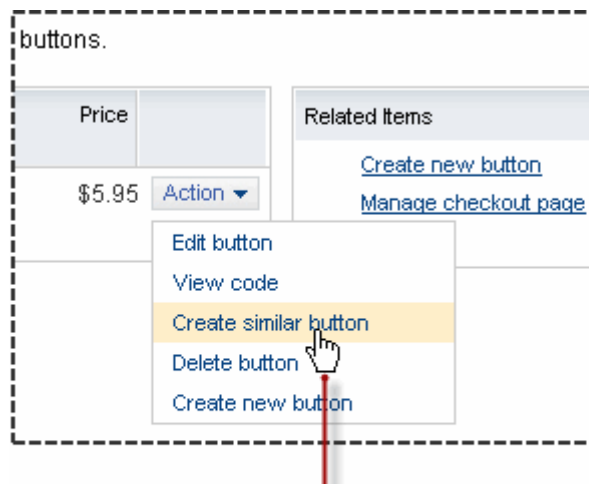 buttons.
Price
Related Items
$5.95 Action
Create new button
Manage checkout page
Edit button
View code
Create similar button
Delete button
Create new button